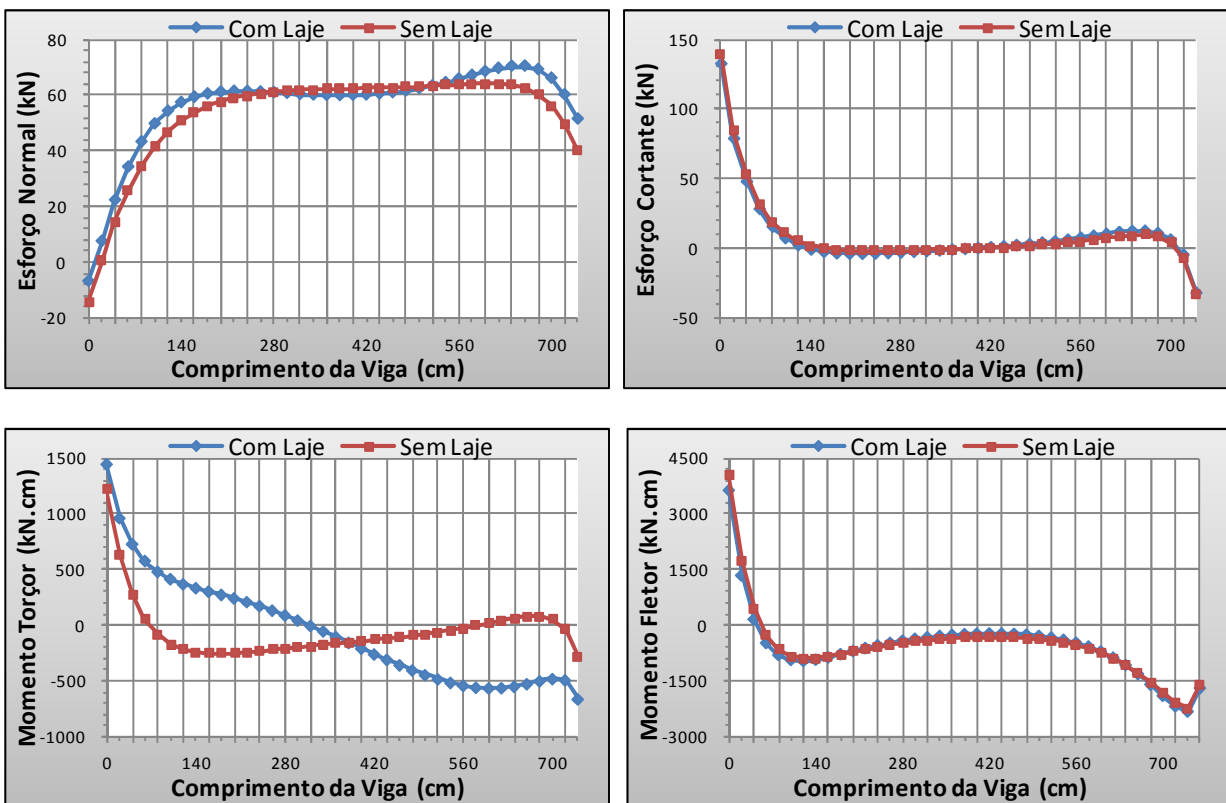 Com Laje Sem Laje
Esforço Normal (kN)
80
60
40
20
0
-20
0 140 280 420 560 700
Comprimento da Viga (cm)
Com Laje Sem Laje
Esforço Cortante (kN)
150
100
50
0
-50
0 140 280 420 560 700
Comprimento da Viga (cm)
Com Laje Sem Laje
Momento Torçor (kN.cm)
1500
1000
500
0
-500
-1000
0 140 280 420 560 700
Comprimento da Viga (cm)
Com Laje Sem Laje
Momento Fletor (kN.cm)
4500
3000
1500
0
-1500
-3000
0 140 280 420 560 700
Comprimento da Viga (cm)